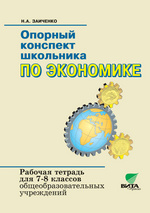 Н.А. ЗАИЧЕНКО
Опорный
конспект
школьника
ПО ЭКОНОМИКЕ
Рабочая тетрадь
для 7-8 классов
общеобразовательных
учреждений
ВИТА